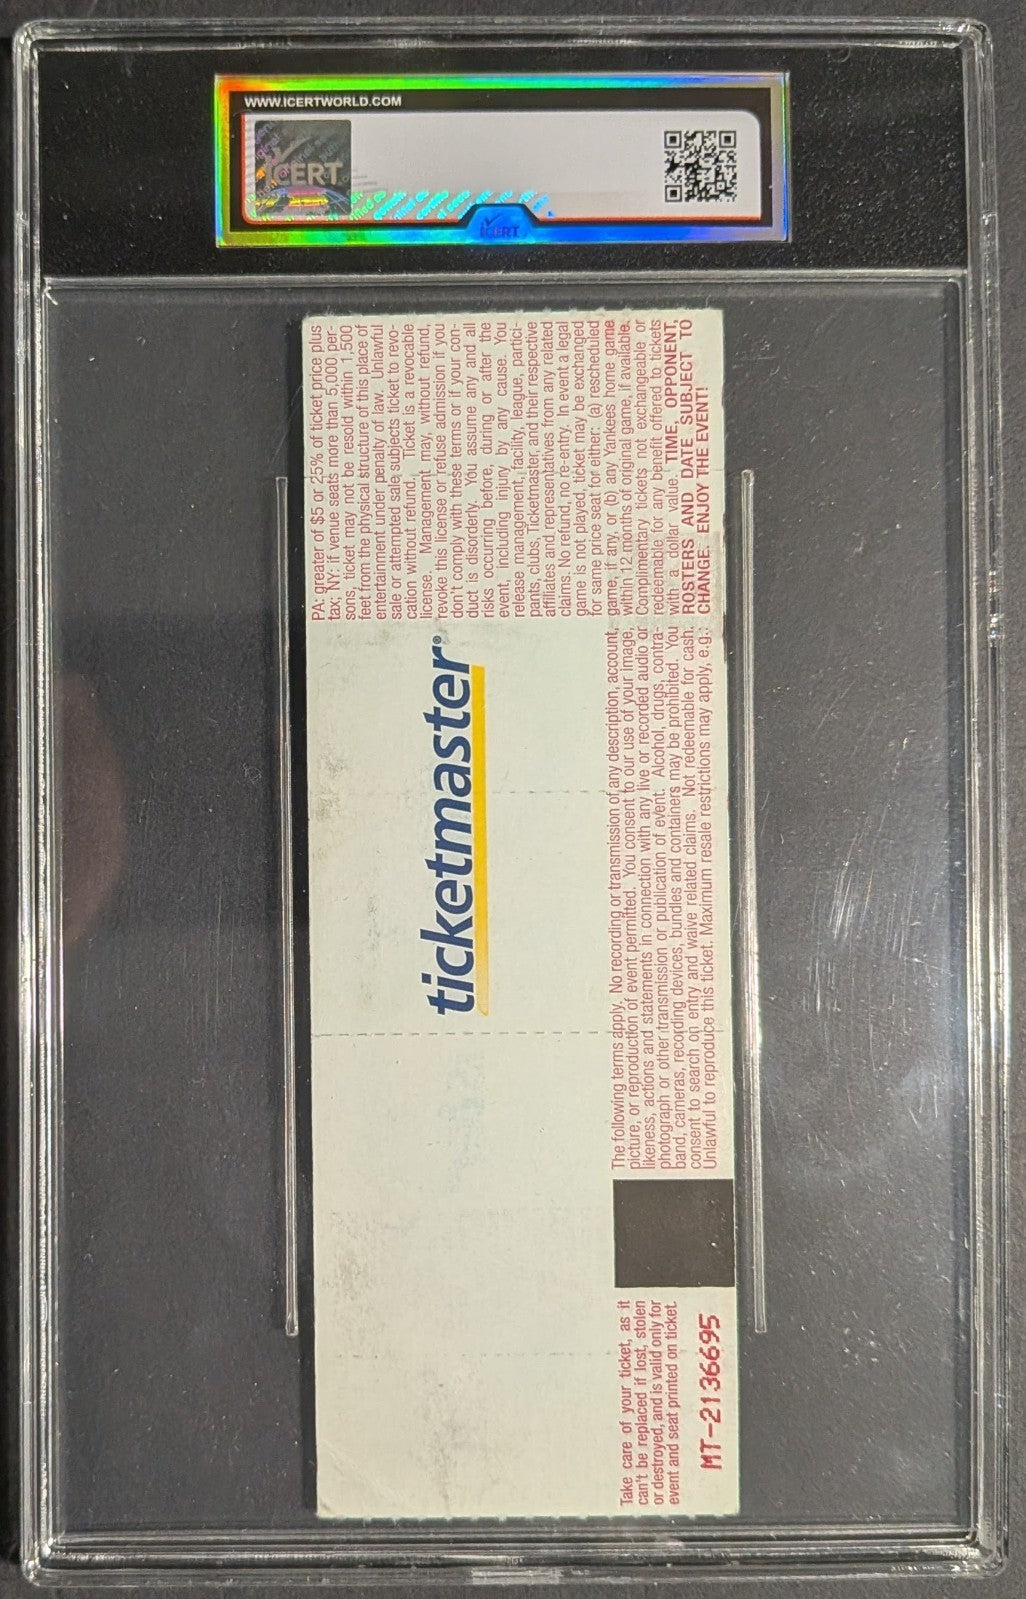 WWW.ICERTWORLD.COM
ICERT
ICERT
PA: greater of $5 or 25% of ticket price plus
tax; NY: if venue seats more than 5,000 per-
sons, ticket may not be resold within 1,500
feet from the physical structure of this place of
entertainment under penalty of law. Unlawful
sale or attempted sale subjects ticket to revo-
cation without refund. Ticket is a revocable
license. Management may, without refund,
revoke this license or refuse admission if you
don't comply with these terms or if your con-
duct is disorderly. You assume any and all
risks occurring before, during or after the
event, including injury by any cause. You
release management, facility, league, partici-
pants, clubs, Ticketmaster, and their respective
affiliates and representatives from any related
claims. No refund, no re-entry. In event a legal
game is not played, ticket may be exchanged
for same price seat for either: (a) rescheduled
game, if any, or (b) any Yankees home game
within 12 months of original game, if available.
Complimentary tickets not exchangeable or
redeemable for any benefit offered to tickets
with a dollar value. TIME, OPPONENT,
ROSTERS AND DATE SUBJECT TO
CHANGE. ENJOY THE EVENT!
ticketmaster®
The following terms apply. No recording or transmission of any description, account,
picture, or reproduction of event permitted. You consent to our use of your image,
likeness, actions and statements in connection with any live or recorded audio or
photograph or other transmission or publication of event. Alcohol, drugs, contra-
band, cameras, recording devices, bundles and containers may be prohibited. You
consent to search on entry and waive related claims. Not redeemable for cash.
Unlawful to reproduce this ticket. Maximum resale restrictions may apply, e.g.:
Take care of your ticket, as it
can't be replaced if lost, stolen
or destroyed, and is valid only for
event and seat printed on ticket.
MT-2136695